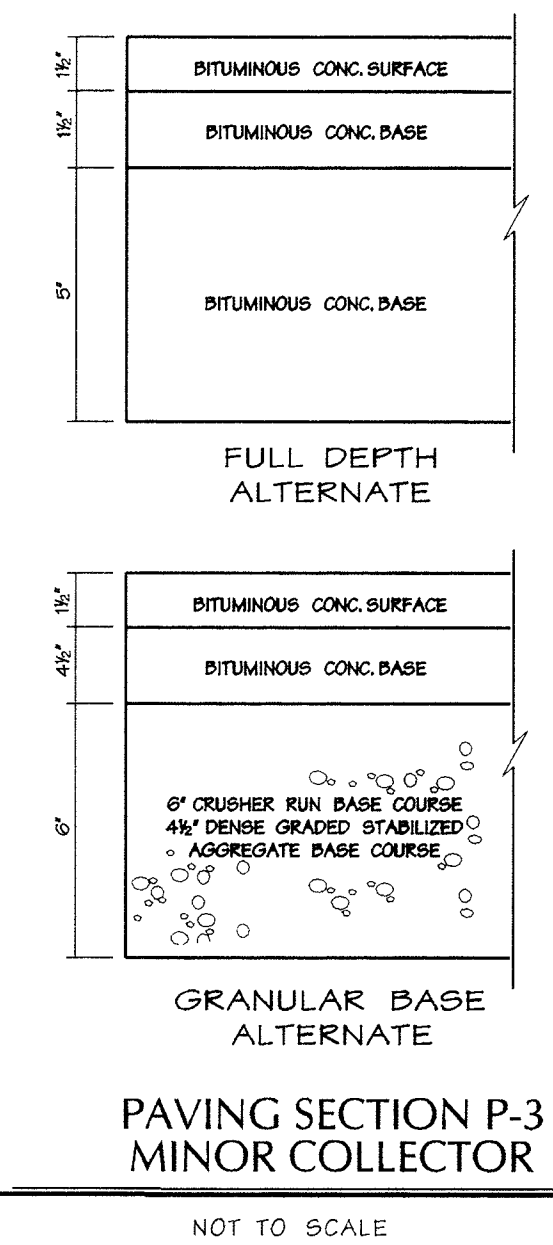 1½"
BITUMINOUS CONC. SURFACE
1½"
BITUMINOUS CONC. BASE
5"
BITUMINOUS CONC. BASE
FULL DEPTH
ALTERNATE
1½"
BITUMINOUS CONC. SURFACE
4½"
BITUMINOUS CONC. BASE
6"
6" CRUSHER RUN BASE COURSE
4½" DENSE GRADED STABILIZED
AGGREGATE BASE COURSE
GRANULAR BASE
ALTERNATE
PAVING SECTION P-3
MINOR COLLECTOR
NOT TO SCALE